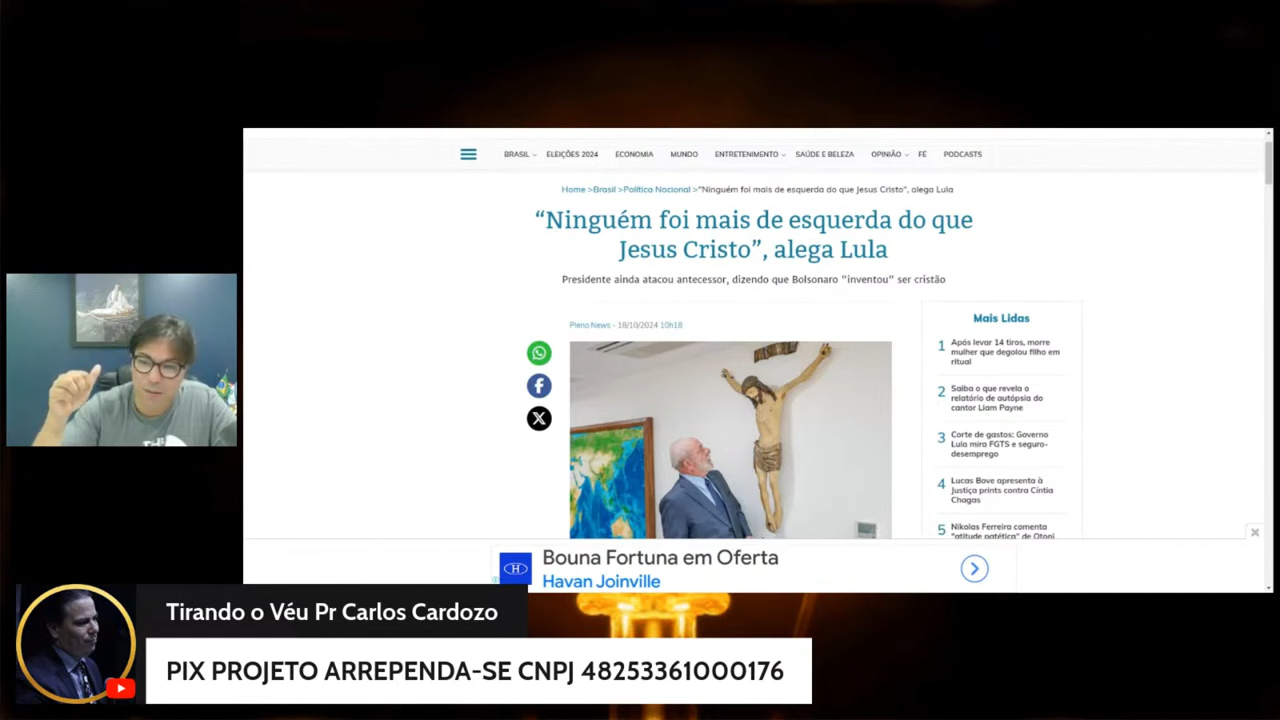 BRASIL
ELEIÇÕES 2024
ECONOMIA
MUNDO
ENTRETENIMENTO
SAÚDE E BELEZA
OPINIÃO
FÉ
PODCASTS
Home >Brasil >Política Nacional >"Ninguém foi mais de esquerda do que Jesus Cristo", alega Lula
“Ninguém foi mais de esquerda do que
Jesus Cristo”, alega Lula
Presidente ainda atacou antecessor, dizendo que Bolsonaro "inventou" ser cristão
Pleno News - 18/10/2024 10h18
Mais Lidas
1 Após levar 14 tiros, morre
mulher que degolou filho em
ritual
2 Saiba o que revela o
relatório de autópsia do
cantor Liam Payne
3 Corte de gastos: Governo
Lula mira FGTS e seguro-
desemprego
4 Lucas Bove apresenta à
Justiça prints contra Cíntia
Chagas
5 Nikolas Ferreira comenta
"atitude patética" de Otoni
H
Bouna Fortuna em Oferta
Havan Joinville
Tirando o Véu Pr Carlos Cardozo
PIX PROJETO ARREPENDA-SE CNPJ 48253361000176